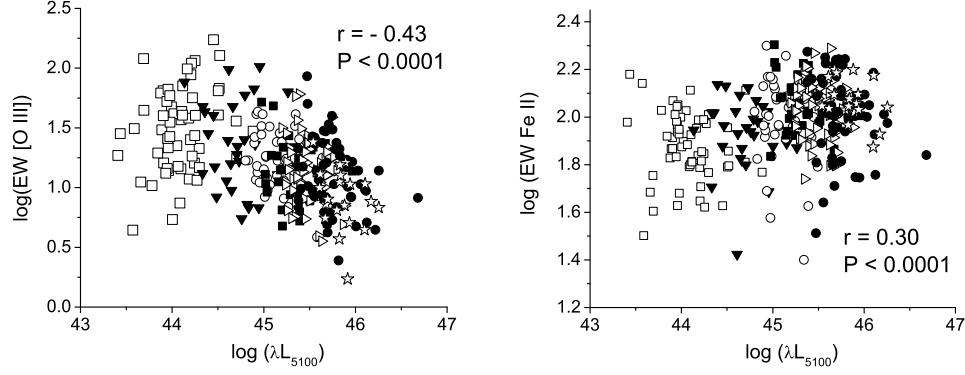 2.5
2.0
1.5
1.0
0.5
0.0
log(EW [O III])
r = - 0.43
P < 0.0001
43 44 45 46 47
log (λL5100)
2.4
2.2
2.0
1.8
1.6
1.4
1.2
log (EW Fe II)
r = 0.30
P < 0.0001
43 44 45 46 47
log (λL5100)